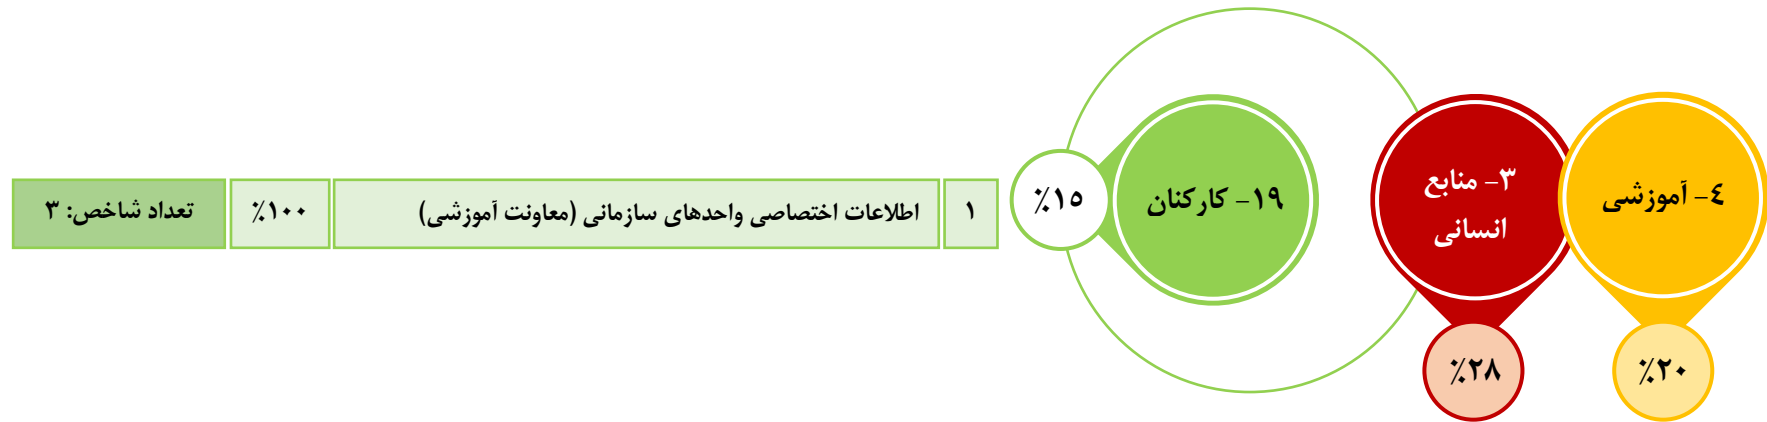 ٤- آموزشی
٪۲۰
۳- منابع
انسانی
٪۲۸
۱۹- کارکنان
٪۱۵
۱
اطلاعات اختصاصی واحدهای سازمانی (معاونت آموزشی)
٪۱۰۰
تعداد شاخص: ۳